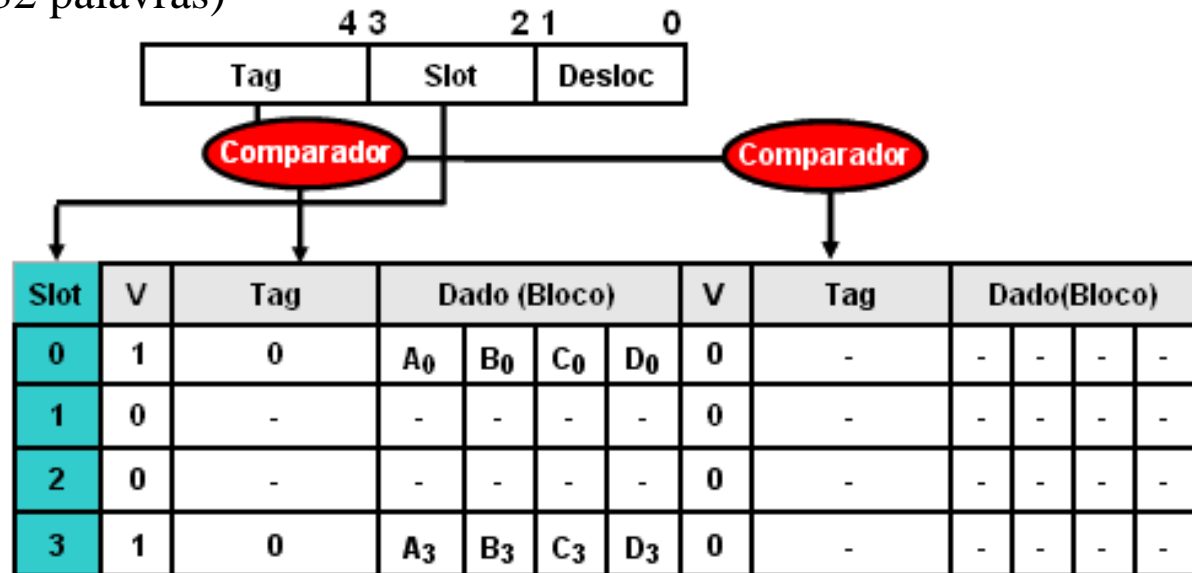 palavras)
4 3 2 1 0
Tag Slot Desloc
Comparador Comparador
Slot V Tag Dado (Bloco) V Tag Dado(Bloco)
0 1 0 A0 B0 C0 D0 0 - - - - -
1 0 - - - - - 0 - - - - -
2 0 - - - - - 0 - - - - -
3 1 0 A3 B3 C3 D3 0 - - - - -